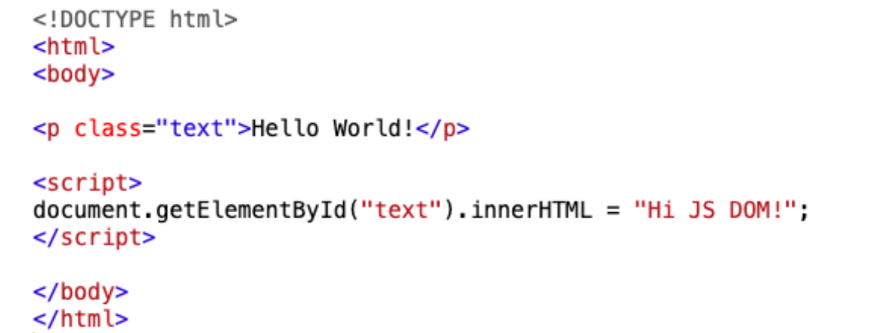 <!DOCTYPE html>
<html>
<body>
<p class="text">Hello World!</p>
<script>
document.getElementById("text").innerHTML = "Hi JS DOM!";
</script>
</body>
</html>